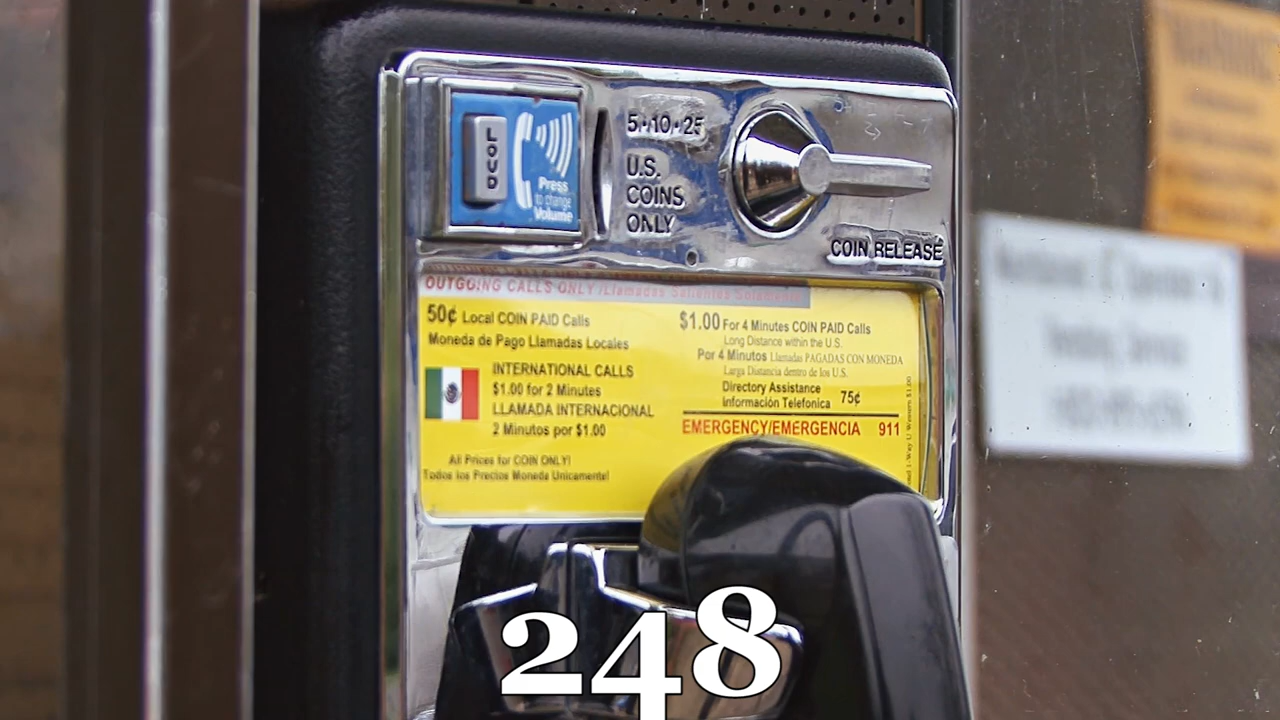 LOUD
Press
to change
Volume
5•10•25
U.S.
COINS
ONLY
COIN RELEASE
OUTGOING CALLS ONLY /Llamadas Salientes Solamente
50¢ Local COIN PAID Calls
Moneda de Pago Llamadas Locales
INTERNATIONAL CALLS
$1.00 for 2 Minutes
LLAMADA INTERNACIONAL
2 Minutos por $1.00
All Prices for COIN ONLY!
Todos los Precios Moneda Unicamente!
$1.00 For 4 Minutes COIN PAID Calls
Long Distance within the U.S.
Por 4 Minutos Llamadas PAGADAS CON MONEDA
Larga Distancia dentro de los U.S.
Directory Assistance
Información Telefonica 75¢
EMERGENCY/EMERGENCIA 911
248